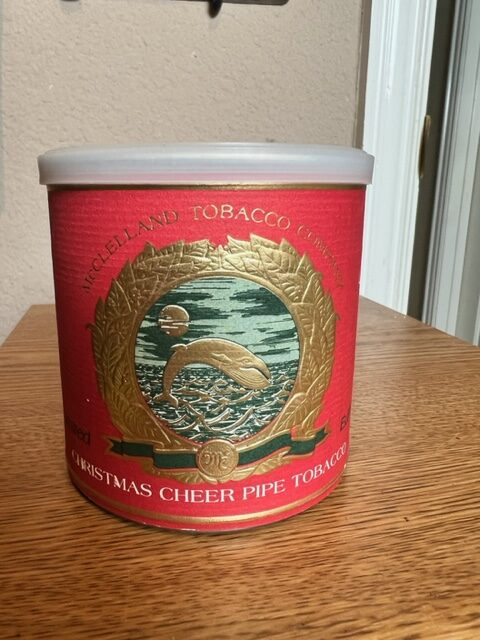 McCLELLAND TOBACCO COMPANY
CHRISTMAS CHEER PIPE TOBACCO